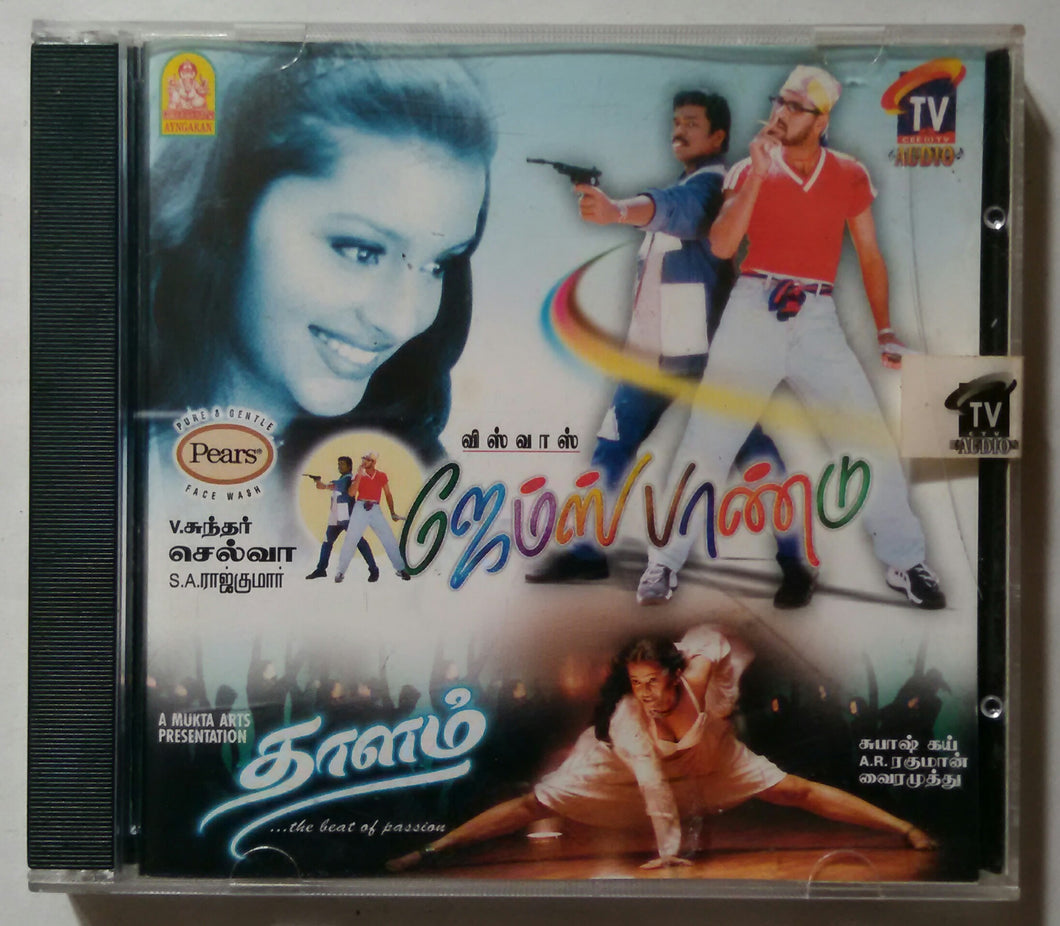 AYNGARAN
TV
AUDIO
PURE & GENTLE
Pears®
FACE WASH
விஸ்வாஸ்
ஜேம்ஸ் பாண்டு
V.சுந்தர்
செல்வா
S.A.ராஜ்குமார்
TV
AUDIO
A MUKTA ARTS
PRESENTATION
தாளம்
...the beat of passion
சுபாஷ் கய்
A.R. ரகுமான்
வைரமுத்து